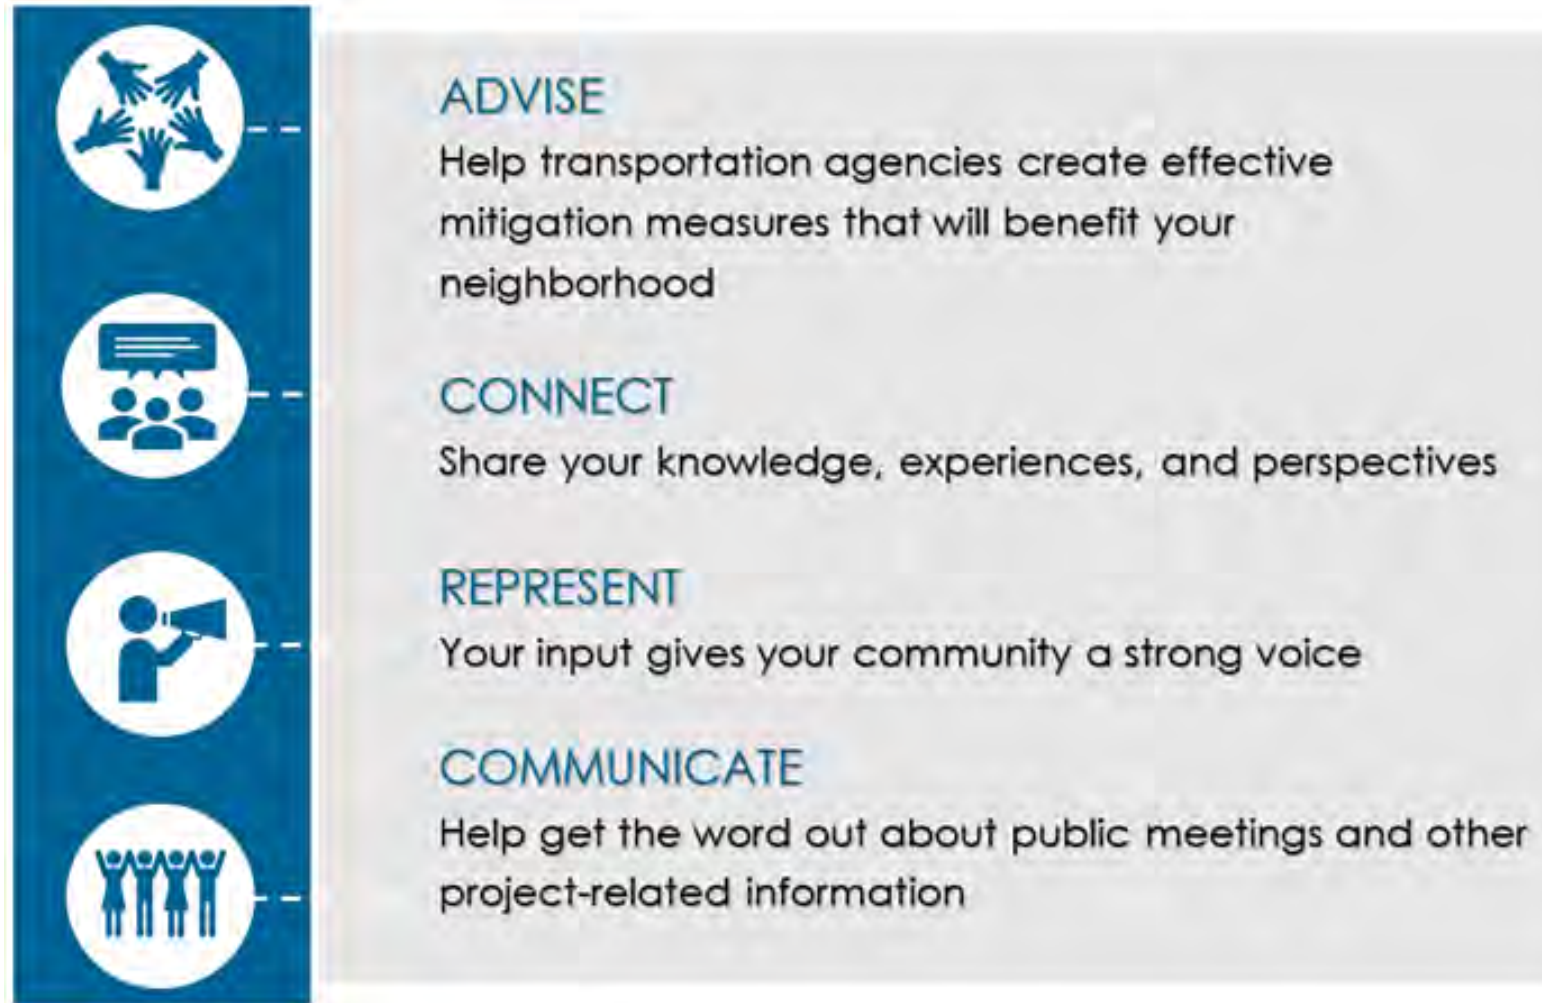 ADVISE
Help transportation agencies create effective
mitigation measures that will benefit your
neighborhood
CONNECT
Share your knowledge, experiences, and perspectives
REPRESENT
Your input gives your community a strong voice
COMMUNICATE
Help get the word out about public meetings and other
project-related information